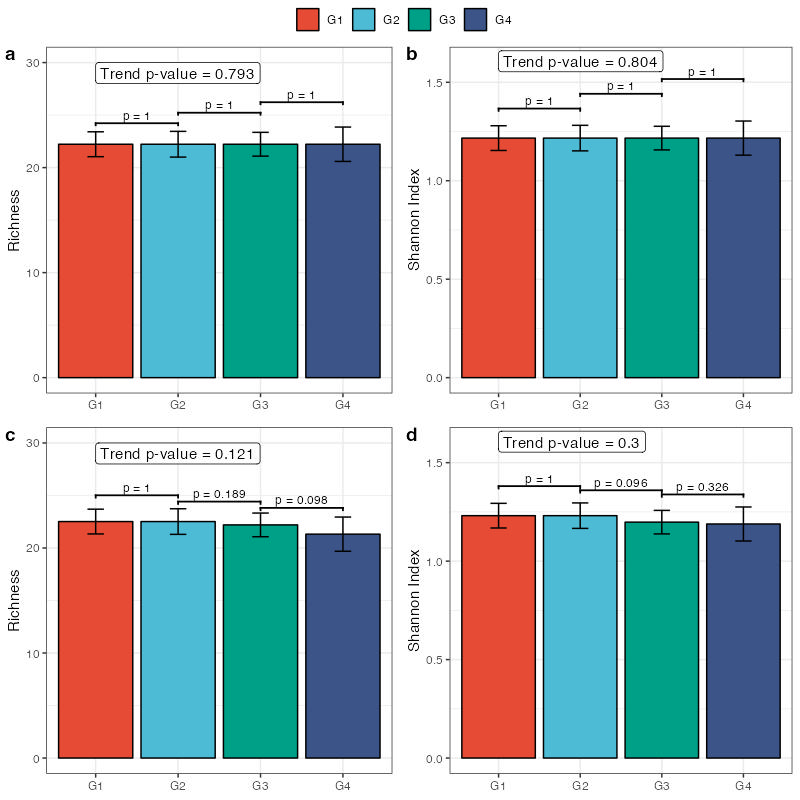 G1 G2 G3 G4
a
Trend p-value = 0.793
p = 1
p = 1
p = 1
30
20
10
0
Richness
G1 G2 G3 G4
b
Trend p-value = 0.804
p = 1
p = 1
p = 1
1.5
1.0
0.5
0.0
Shannon Index
G1 G2 G3 G4
c
Trend p-value = 0.121
p = 1
p = 0.189
p = 0.098
30
20
10
0
Richness
G1 G2 G3 G4
d
Trend p-value = 0.3
p = 1
p = 0.096
p = 0.326
1.5
1.0
0.5
0.0
Shannon Index
G1 G2 G3 G4